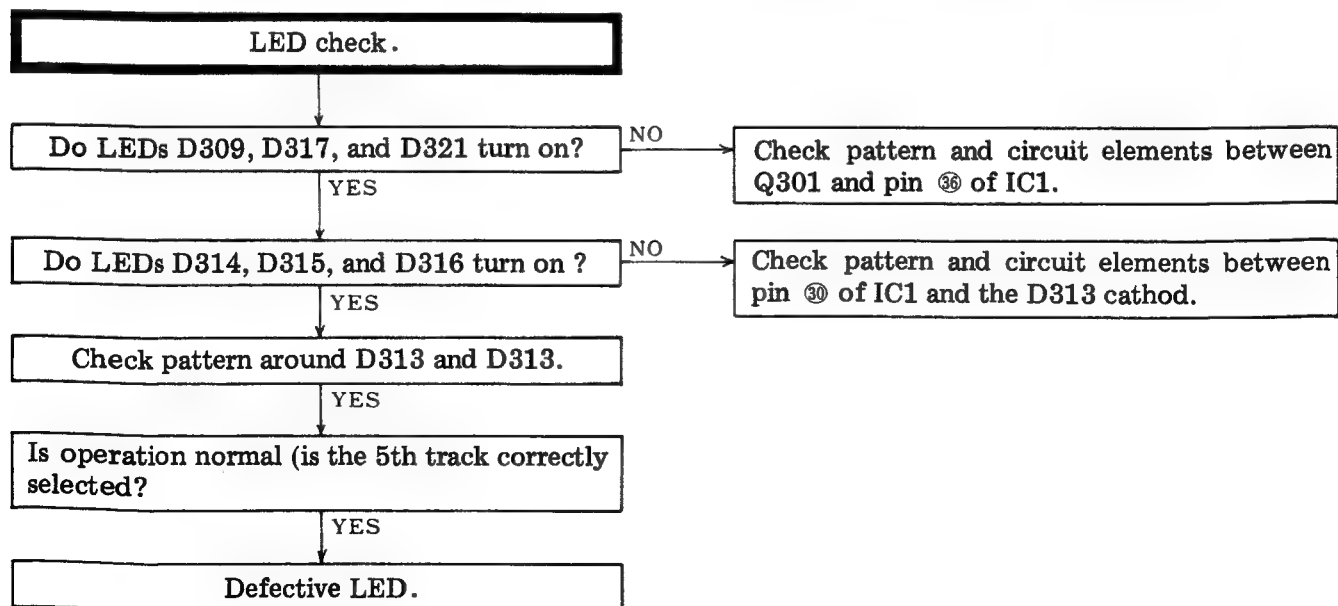 LED check.
Do LEDs D309, D317, and D321 turn on?
NO
Check pattern and circuit elements between
Q301 and pin ㊱ of IC1.
YES
Do LEDs D314, D315, and D316 turn on ?
NO
Check pattern and circuit elements between
pin ㉚ of IC1 and the D313 cathod.
YES
Check pattern around D313 and D313.
YES
Is operation normal (is the 5th track correctly
selected?
YES
Defective LED.